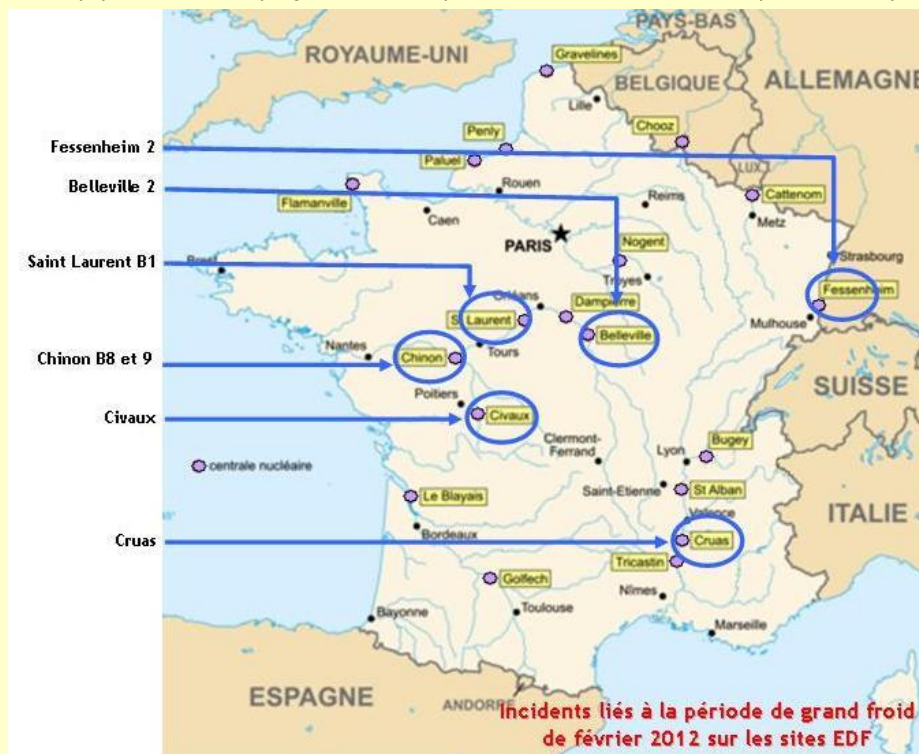 ROYAUME-UNI
PAYS-BAS
BELGIQUE
ALLEMAGNE
Gravelines
Lille
Chooz
LUX.
Fessenheim 2
Penly
Paluel
Rouen
Reims
Cattenom
Metz
Belleville 2
Flamanville
Caen
PARIS
Nogent
Strasbourg
Saint Laurent B1
Brest
Troyes
Fessenheim
Orléans
Dampierre
St Laurent
Belleville
Mulhouse
Chinon B8 et 9
Nantes
Chinon
Tours
SUISSE
Civaux
Poitiers
Civaux
Clermont-
Ferrand
Lyon
Bugey
centrale nucléaire
Saint-Etienne
St Alban
Le Blayais
Valence
ITALIE
Cruas
Bordeaux
Cruas
Tricastin
Golfech
Nîmes
Bayonne
Toulouse
Marseille
ESPAGNE
ANDORRE
Incidents liés à la période de grand froid
de février 2012 sur les sites EDF